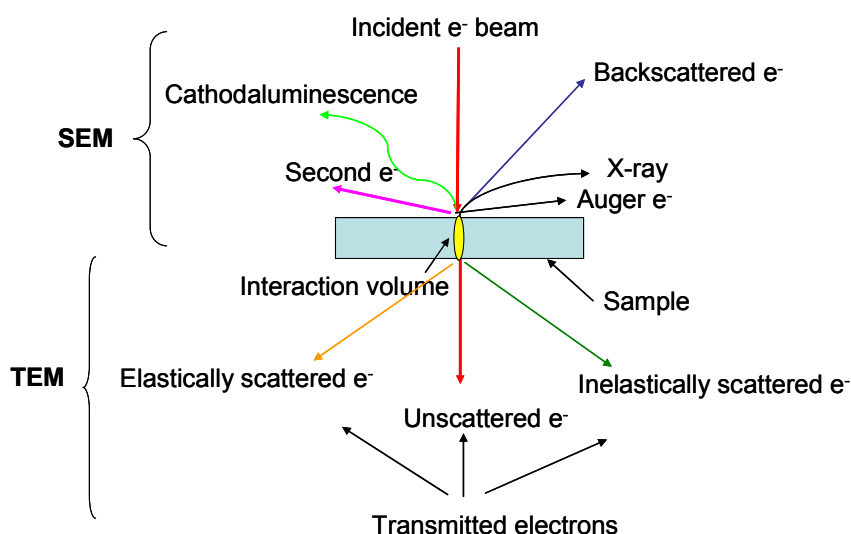 Incident e- beam
Backscattered e-
Cathodaluminescence
SEM
X-ray
Second e-
Auger e-
Interaction volume
Sample
TEM
Elastically scattered e-
Inelastically scattered e-
Unscattered e-
Transmitted electrons